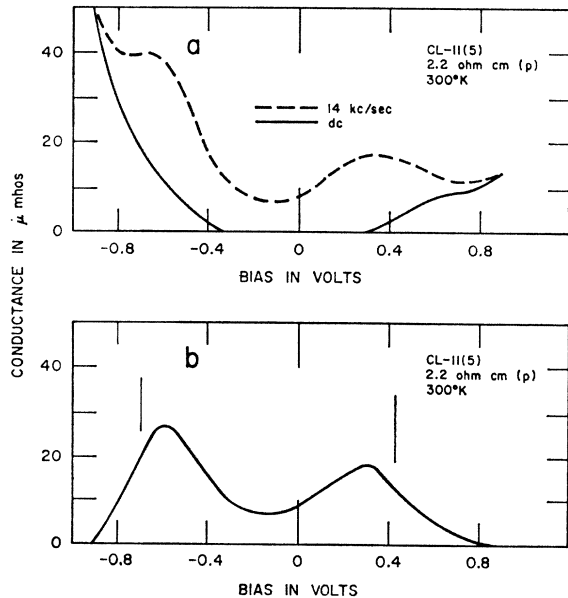 a
CL-11(5)
2.2 ohm cm (p)
300°K
14 kc/sec
dc
40
20
0
-0.8 -0.4 0 0.4 0.8
BIAS IN VOLTS
CONDUCTANCE IN μ mhos
b
CL-11(5)
2.2 ohm cm (p)
300°K
40
20
0
-0.8 -0.4 0 0.4 0.8
BIAS IN VOLTS